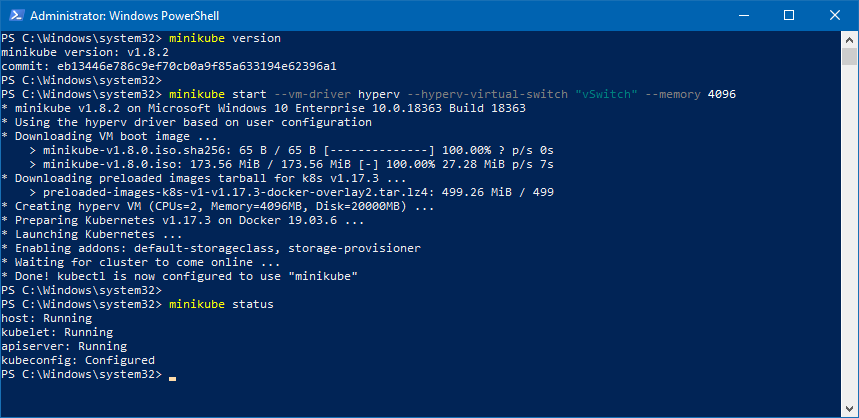 Administrator: Windows PowerShell
PS C:\Windows\system32> minikube version
minikube version: v1.8.2
commit: eb13446e786c9ef70cb0a9f85a633194e62396a1
PS C:\Windows\system32>
PS C:\Windows\system32> minikube start --vm-driver hyperv --hyperv-virtual-switch "vSwitch" --memory 4096
* minikube v1.8.2 on Microsoft Windows 10 Enterprise 10.0.18363 Build 18363
* Using the hyperv driver based on user configuration
* Downloading VM boot image ...
    > minikube-v1.8.0.iso.sha256: 65 B / 65 B [--------------] 100.00% ? p/s 0s
    > minikube-v1.8.0.iso: 173.56 MiB / 173.56 MiB [-] 100.00% 27.28 MiB p/s 7s
* Downloading preloaded images tarball for k8s v1.17.3 ...
    > preloaded-images-k8s-v1-v1.17.3-docker-overlay2.tar.lz4: 499.26 MiB / 499
* Creating hyperv VM (CPUs=2, Memory=4096MB, Disk=20000MB) ...
* Preparing Kubernetes v1.17.3 on Docker 19.03.6 ...
* Launching Kubernetes ...
* Enabling addons: default-storageclass, storage-provisioner
* Waiting for cluster to come online ...
* Done! kubectl is now configured to use "minikube"
PS C:\Windows\system32>
PS C:\Windows\system32> minikube status
host: Running
kubelet: Running
apiserver: Running
kubeconfig: Configured
PS C:\Windows\system32>